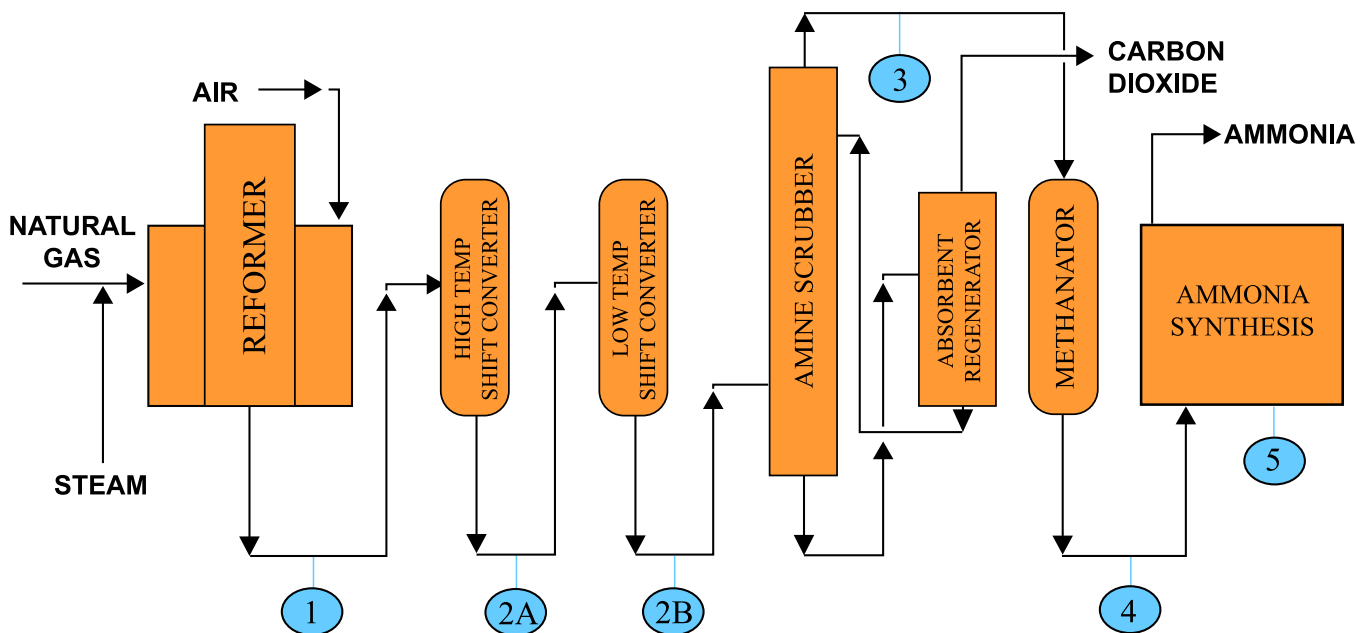 AIR
NATURAL
GAS
STEAM
REFORMER
1
HIGH TEMP
SHIFT CONVERTER
2A
LOW TEMP
SHIFT CONVERTER
2B
AMINE SCRUBBER
3
ABSORBENT
REGENERATOR
CARBON
DIOXIDE
METHANATOR
4
AMMONIA
AMMONIA
SYNTHESIS
5